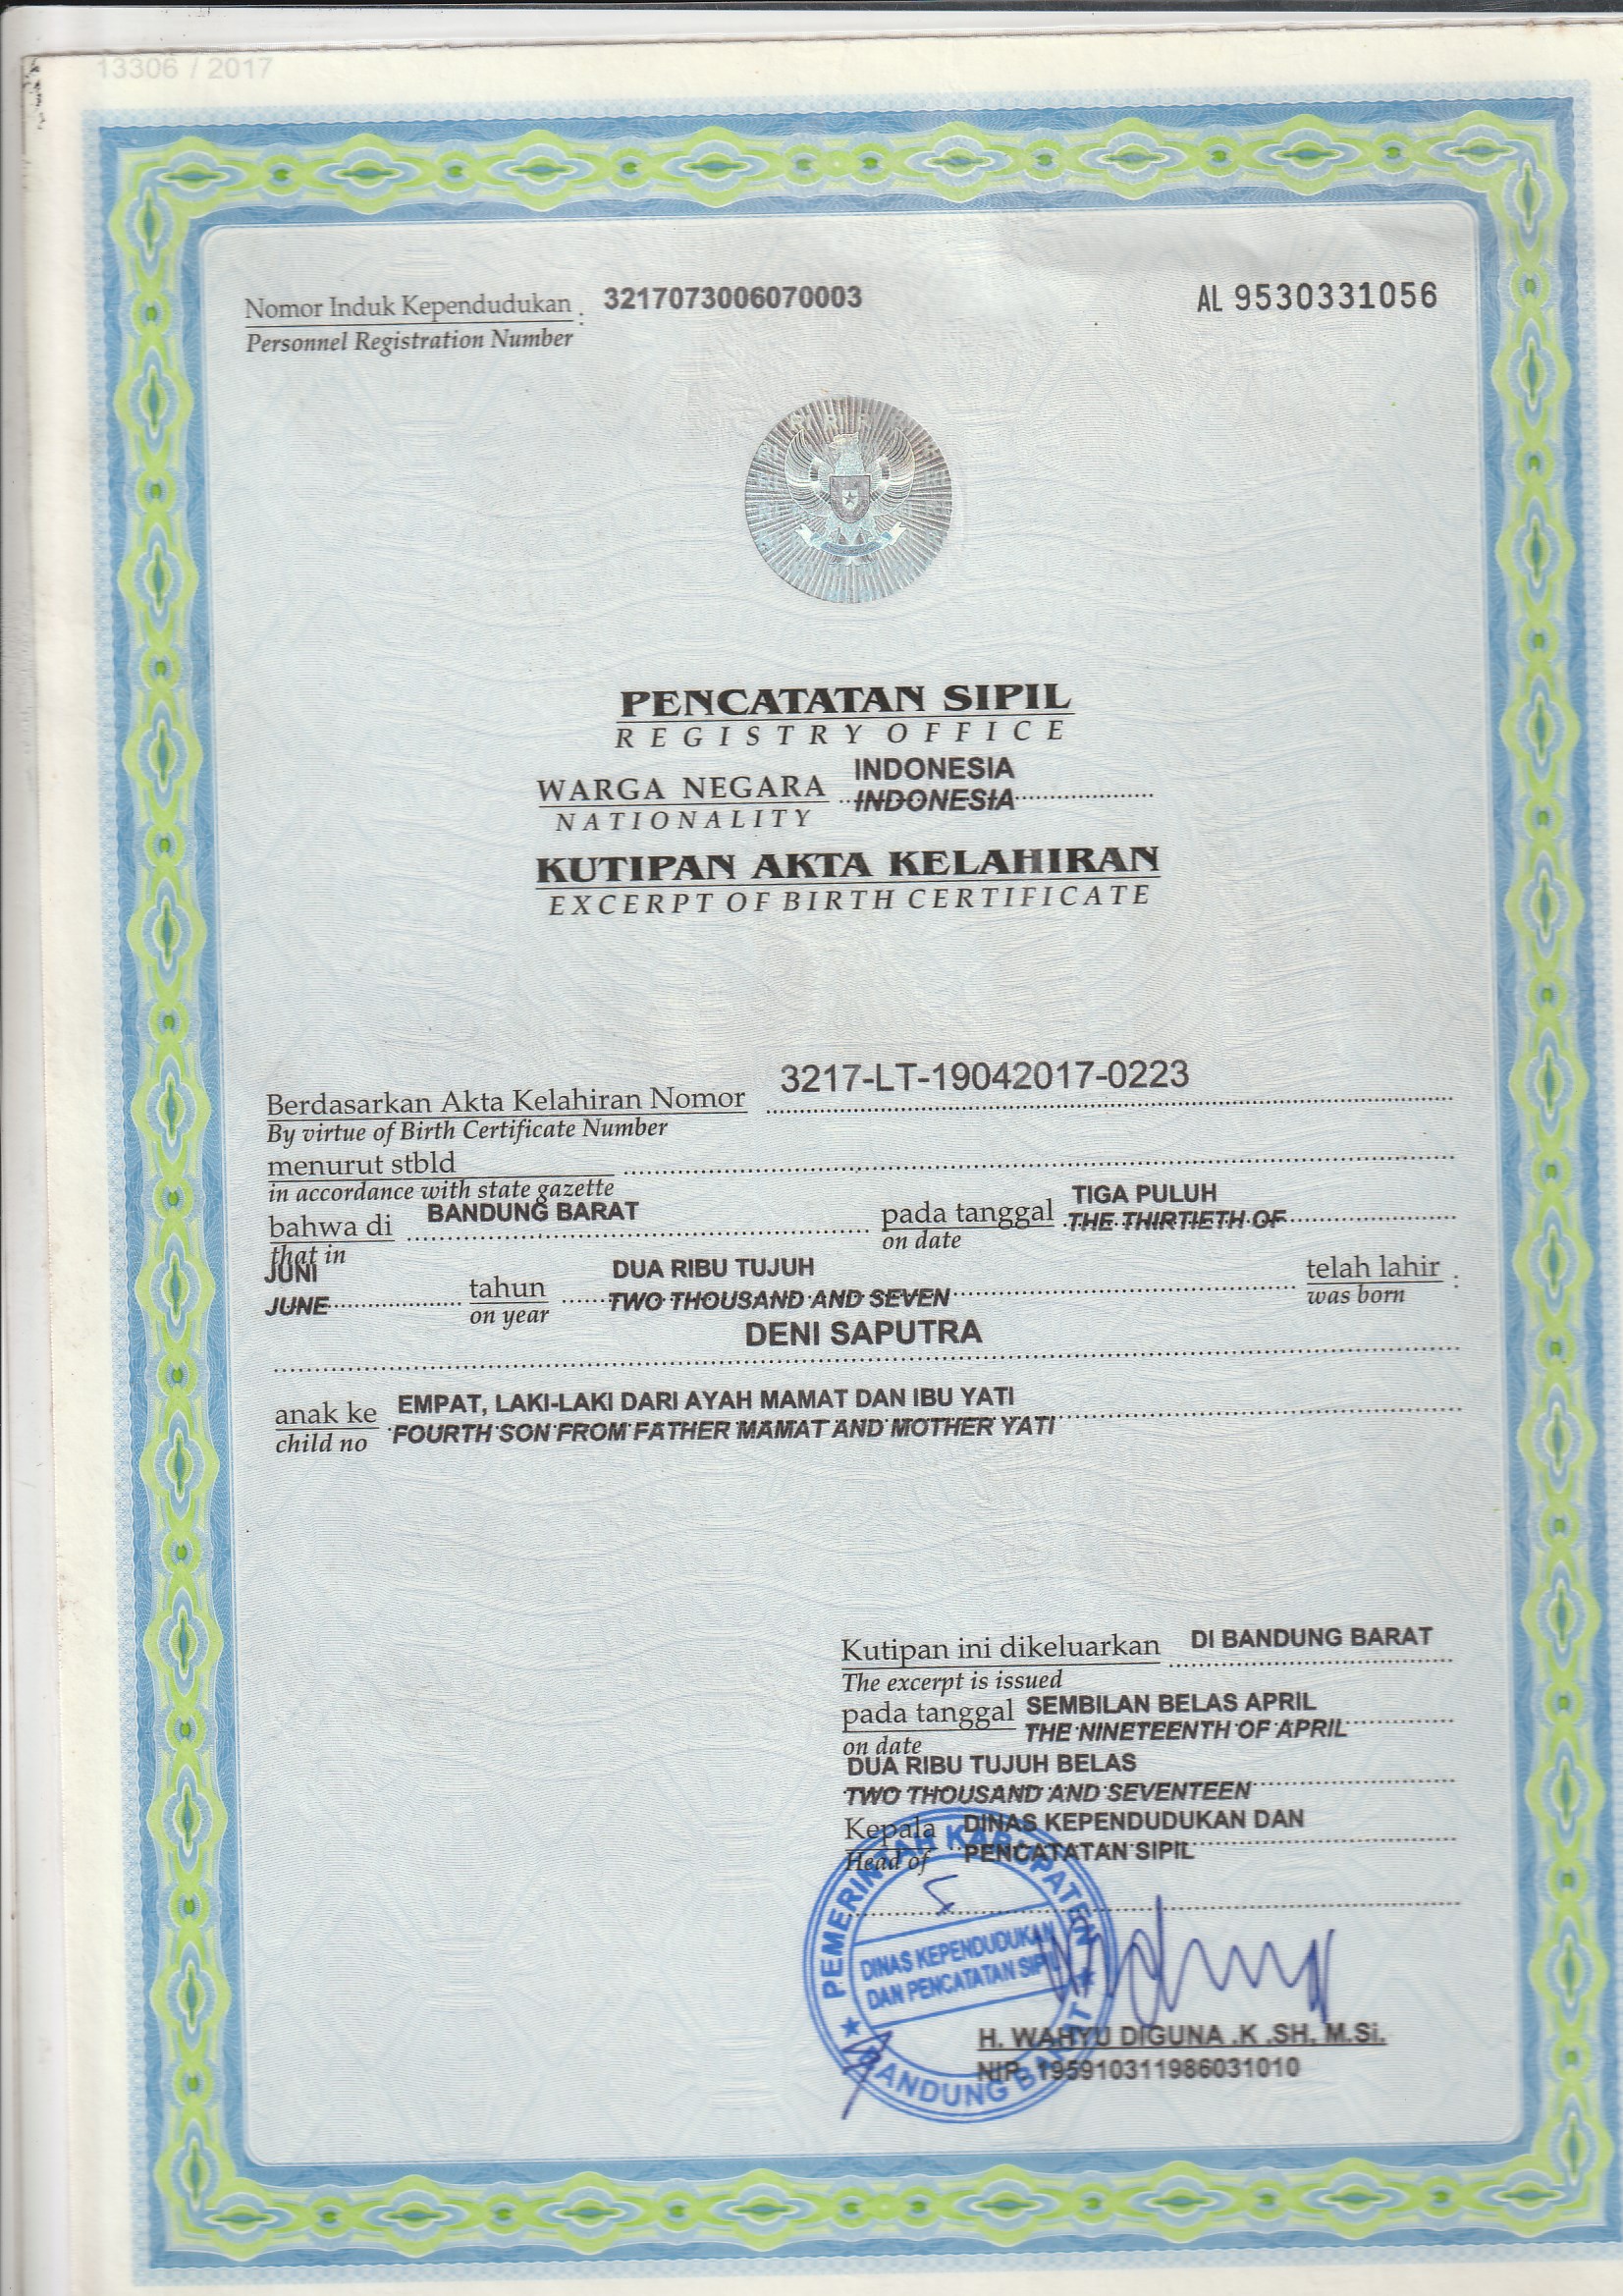 13306 / 2017
Nomor Induk Kependudukan : 3217073006070003
AL 9530331056
Personnel Registration Number
PENCATATAN SIPIL
REGISTRY OFFICE
INDONESIA
WARGA NEGARA INDONESIA
NATIONALITY
KUTIPAN AKTA KELAHIRAN
EXCERPT OF BIRTH CERTIFICATE
Berdasarkan Akta Kelahiran Nomor 3217-LT-19042017-0223
By virtue of Birth Certificate Number
menurut stbld
in accordance with state gazette
bahwa di BANDUNG BARAT pada tanggal TIGA PULUH
that in on date THE THIRTIETH OF
JUNI tahun DUA RIBU TUJUH telah lahir :
JUNE on year TWO THOUSAND AND SEVEN was born
DENI SAPUTRA
anak ke EMPAT, LAKI-LAKI DARI AYAH MAMAT DAN IBU YATI
child no FOURTH SON FROM FATHER MAMAT AND MOTHER YATI
Kutipan ini dikeluarkan DI BANDUNG BARAT
The excerpt is issued
pada tanggal SEMBILAN BELAS APRIL
on date THE NINETEENTH OF APRIL
DUA RIBU TUJUH BELAS
TWO THOUSAND AND SEVENTEEN
Kepala DINAS KEPENDUDUKAN DAN
Head of PENCATATAN SIPIL
PEMERINTAH KABUPATEN
DINAS KEPENDUDUKAN
DAN PENCATATAN SIPIL
BANDUNG BARAT
H. WAHYU DIGUNA .K .SH, M.Si.
NIP. 195910311986031010